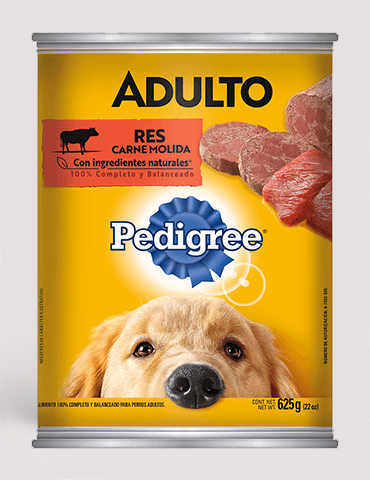 ADULTO
RES
CARNE MOLIDA
Con ingredientes naturales*
100% Completo y Balanceado
Pedigree®
ALIMENTO 100% COMPLETO Y BALANCEADO PARA PERROS ADULTOS.
CONT. NET.
NET WT. 625g (22 oz)